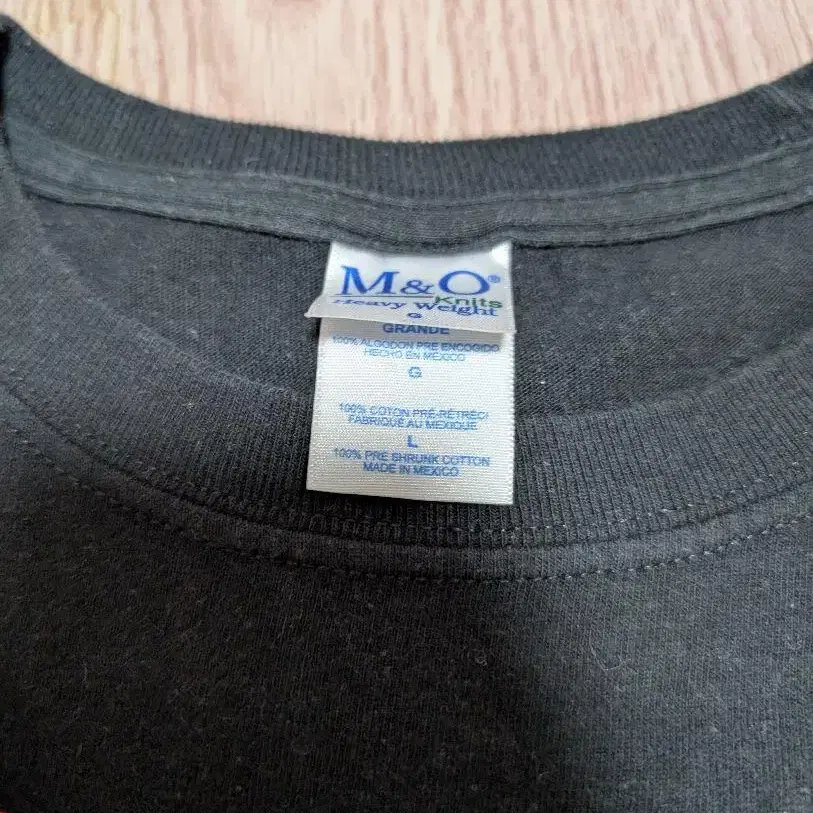 M&O®
Knits
Heavy Weight
G
GRANDE
100% ALGODON PRE ENCOGIDO
HECHO EN MEXICO
G
100% COTON PRÉ-RÉTRÉCI
FABRIQUÉ AU MEXIQUE
L
100% PRE SHRUNK COTTON
MADE IN MEXICO